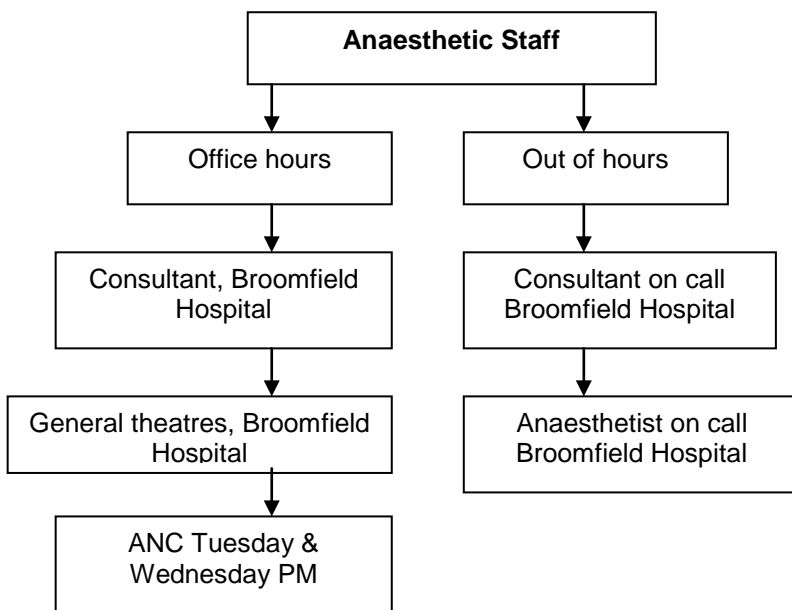 Anaesthetic Staff
Office hours
Out of hours
Consultant, Broomfield
Hospital
Consultant on call
Broomfield Hospital
General theatres, Broomfield
Hospital
Anaesthetist on call
Broomfield Hospital
ANC Tuesday &
Wednesday PM